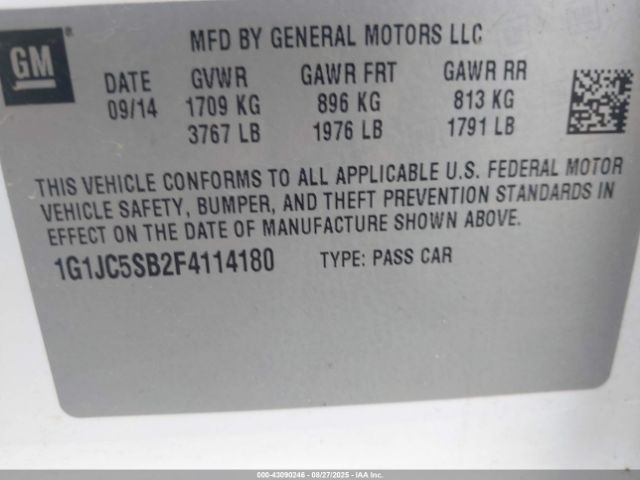 GM
MFD BY GENERAL MOTORS LLC
DATE GVWR GAWR FRT GAWR RR
09/14 1709 KG 896 KG 813 KG
3767 LB 1976 LB 1791 LB
THIS VEHICLE CONFORMS TO ALL APPLICABLE U.S. FEDERAL MOTOR
VEHICLE SAFETY, BUMPER, AND THEFT PREVENTION STANDARDS IN
EFFECT ON THE DATE OF MANUFACTURE SHOWN ABOVE.
1G1JC5SB2F4114180 TYPE: PASS CAR
000-43090246 - 08/27/2025 - IAA Inc.